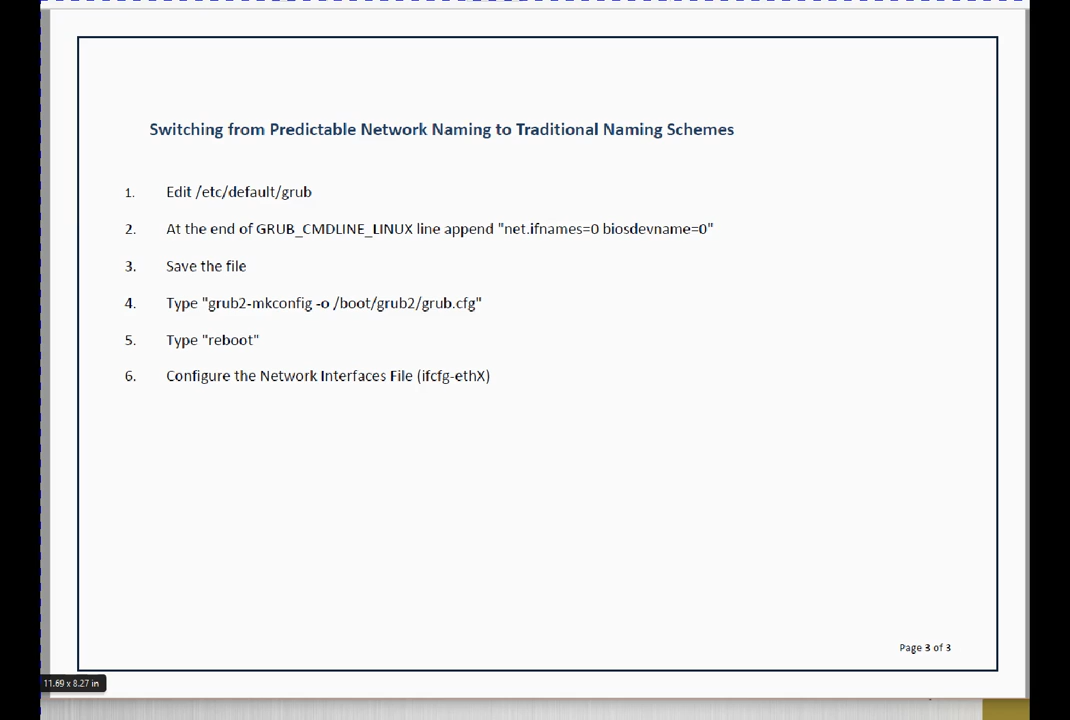 Switching from Predictable Network Naming to Traditional Naming Schemes
1. Edit /etc/default/grub
2. At the end of GRUB_CMDLINE_LINUX line append "net.ifnames=0 biosdevname=0"
3. Save the file
4. Type "grub2-mkconfig -o /boot/grub2/grub.cfg"
5. Type "reboot"
6. Configure the Network Interfaces File (ifcfg-ethX)
Page 3 of 3
11.69 x 8.27 in